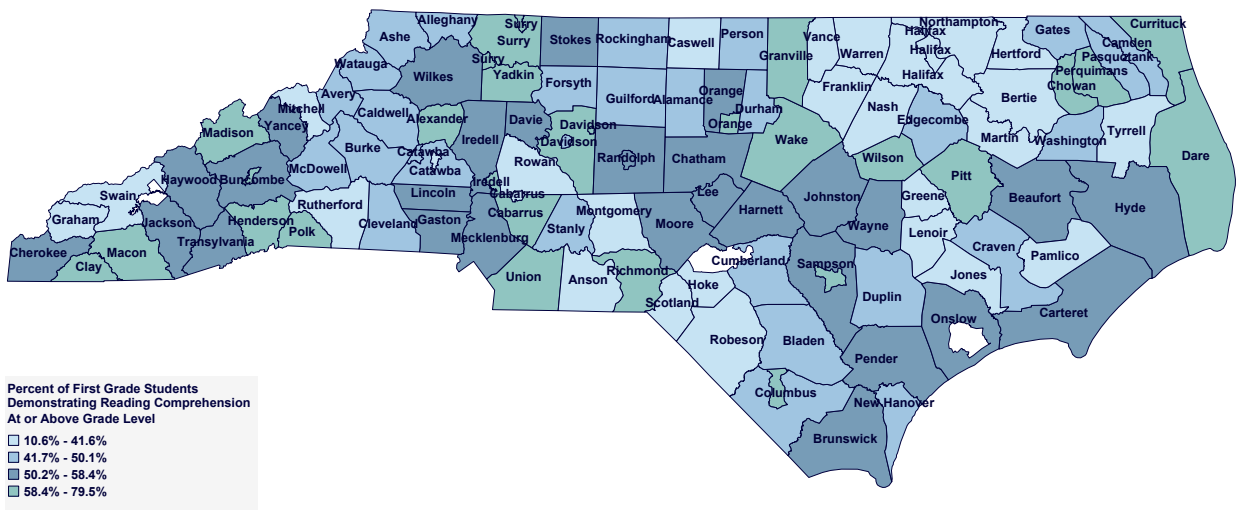 Alleghany
Surry
Ashe
Surry
Stokes
Rockingham
Caswell
Person
Granville
Vance
Warren
Halifax
Northampton
Halifax
Hertford
Gates
Currituck
Camden
Pasquotank
Perquimans
Chowan
Watauga
Wilkes
Surry
Yadkin
Forsyth
Guilford
Alamance
Orange
Durham
Orange
Franklin
Halifax
Nash
Edgecombe
Bertie
Martin
Washington
Tyrrell
Dare
Avery
Mitchell
Yancey
Madison
Caldwell
Alexander
Iredell
Davie
Davidson
Davidson
Randolph
Chatham
Wake
Wilson
Pitt
Beaufort
Hyde
Burke
Catawba
Catawba
McDowell
Rowan
Iredell
Cabarrus
Cabarrus
Swain
Haywood
Buncombe
Rutherford
Lincoln
Gaston
Cleveland
Mecklenburg
Montgomery
Stanly
Moore
Lee
Harnett
Johnston
Wayne
Greene
Lenoir
Craven
Pamlico
Jones
Graham
Jackson
Henderson
Polk
Transylvania
Cherokee
Macon
Clay
Union
Anson
Richmond
Scotland
Hoke
Cumberland
Sampson
Duplin
Onslow
Carteret
Robeson
Bladen
Pender
Columbus
New Hanover
Brunswick
Percent of First Grade Students
Demonstrating Reading Comprehension
At or Above Grade Level
10.6% - 41.6%
41.7% - 50.1%
50.2% - 58.4%
58.4% - 79.5%